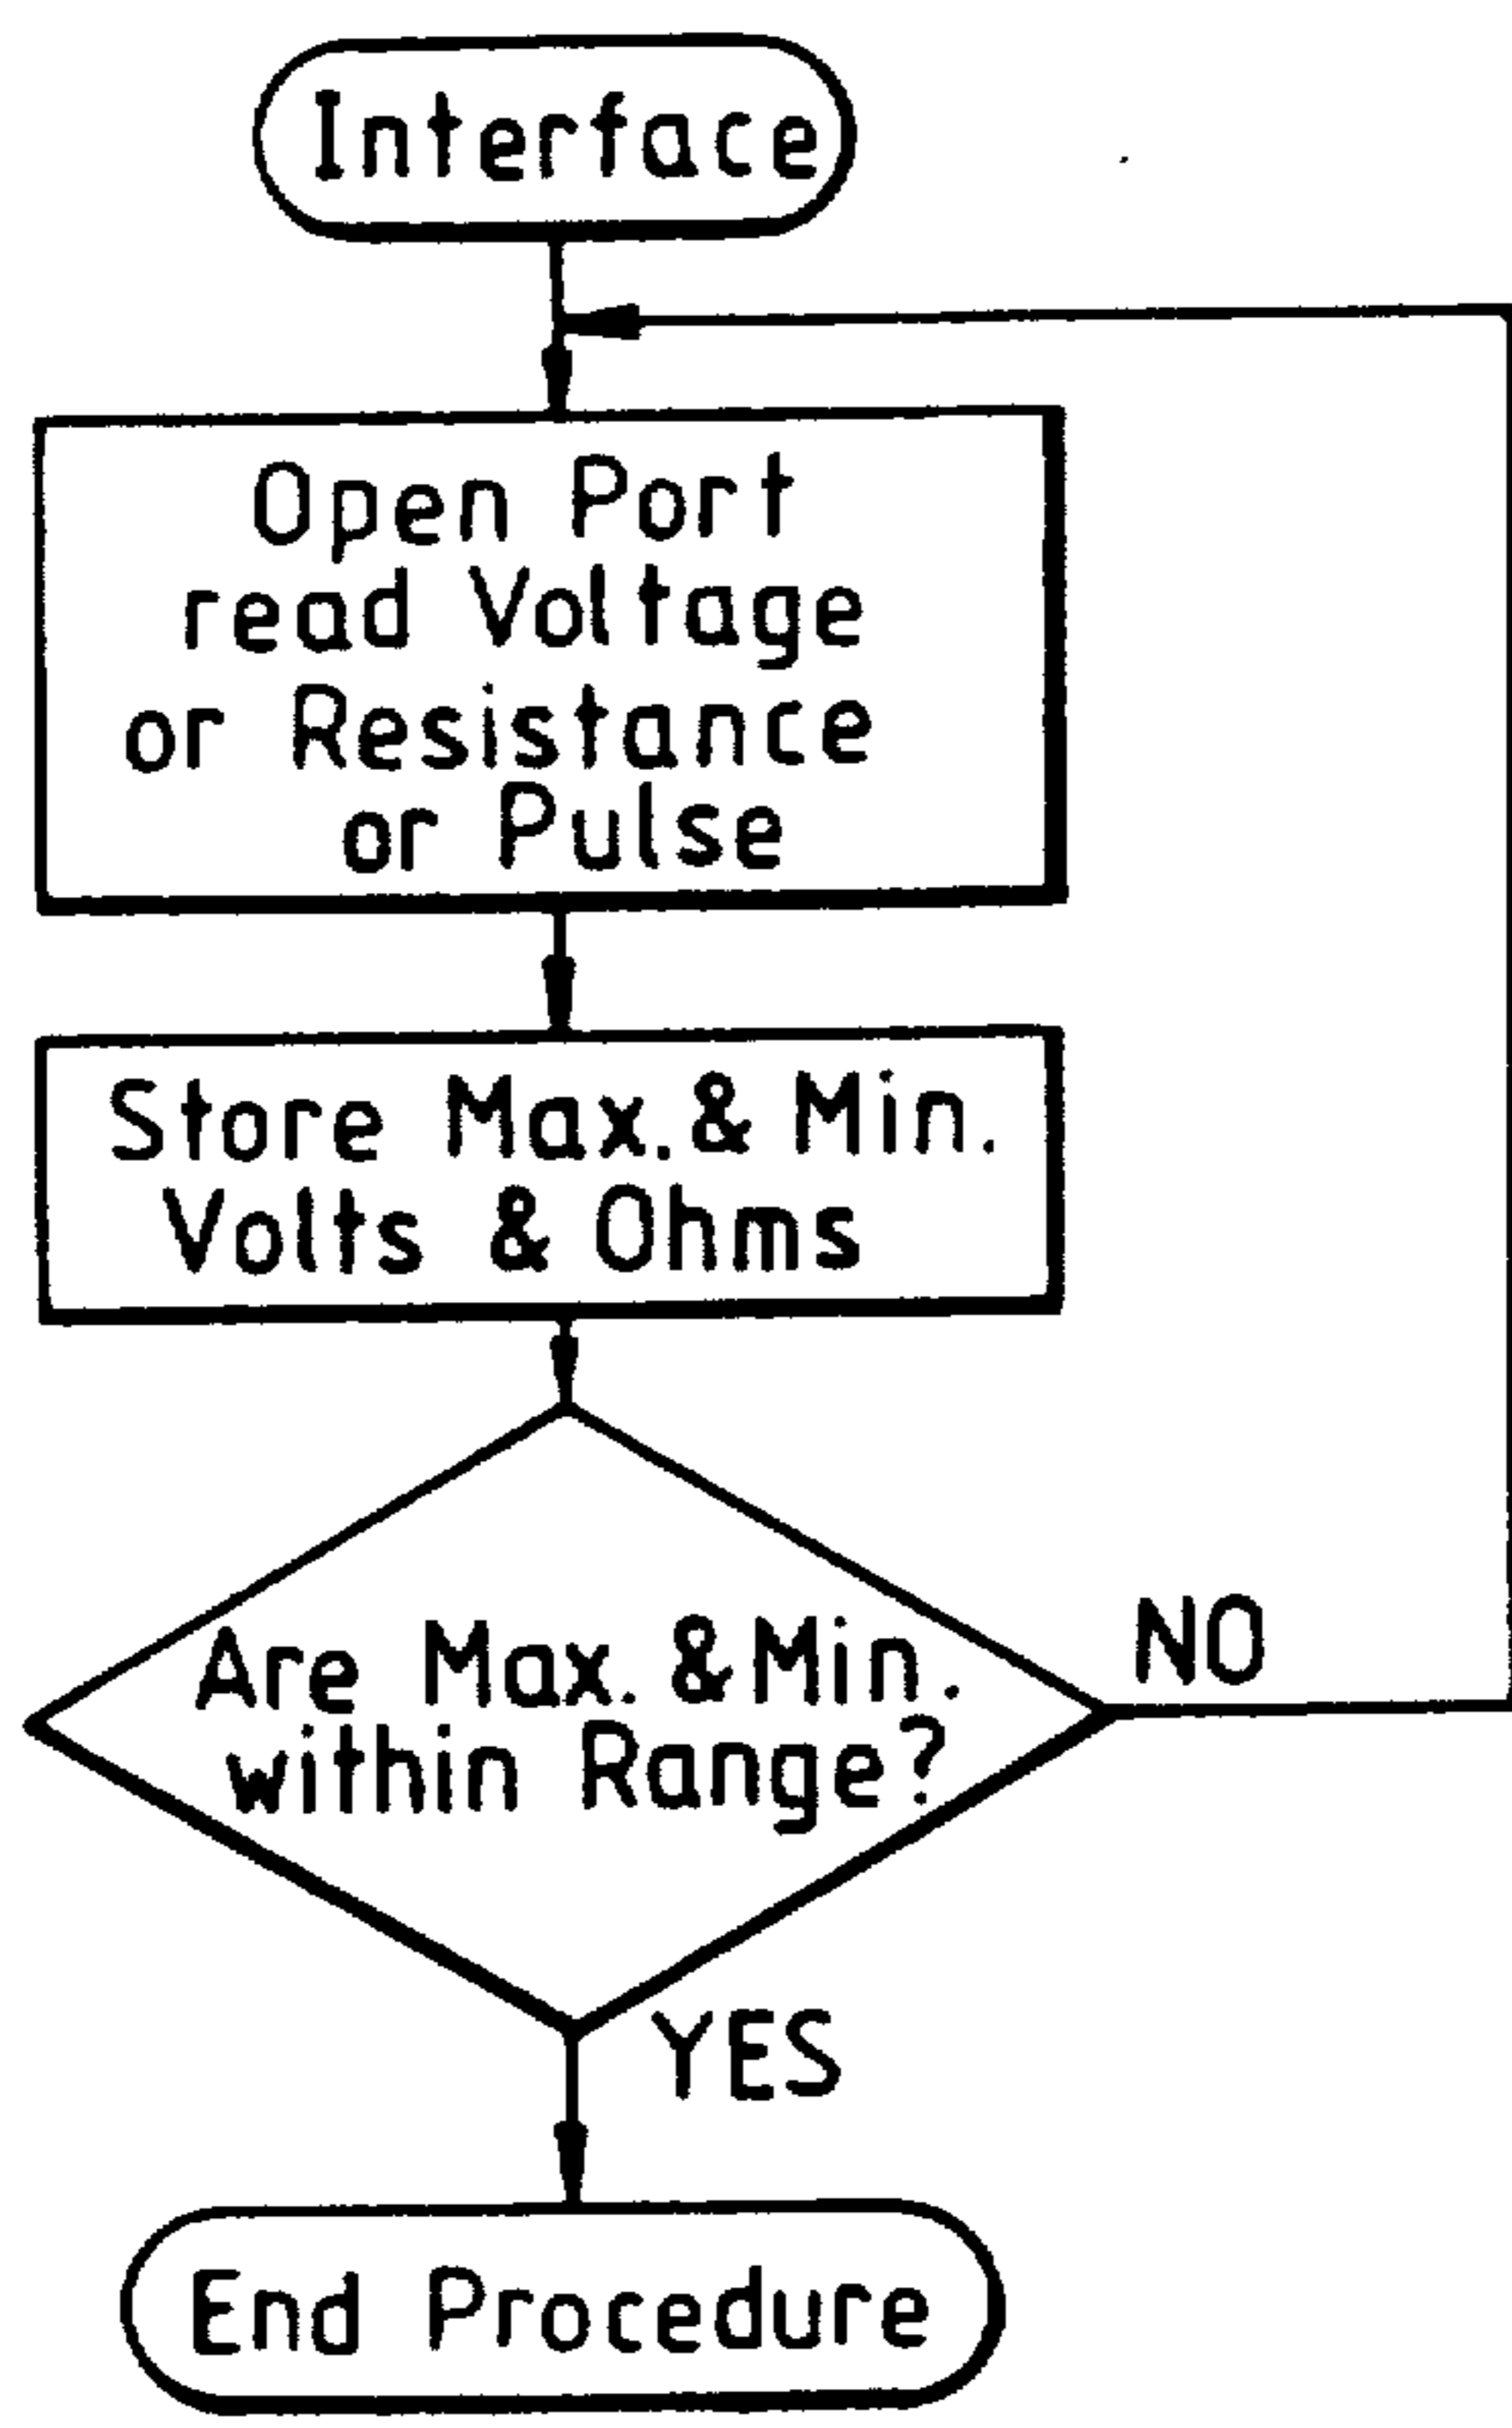 Interface
Open Port
read Voltage
or Resistance
or Pulse
Store Max.& Min.
Volts & Ohms
Are Max.&Min.
within Range?
NO
YES
End Procedure